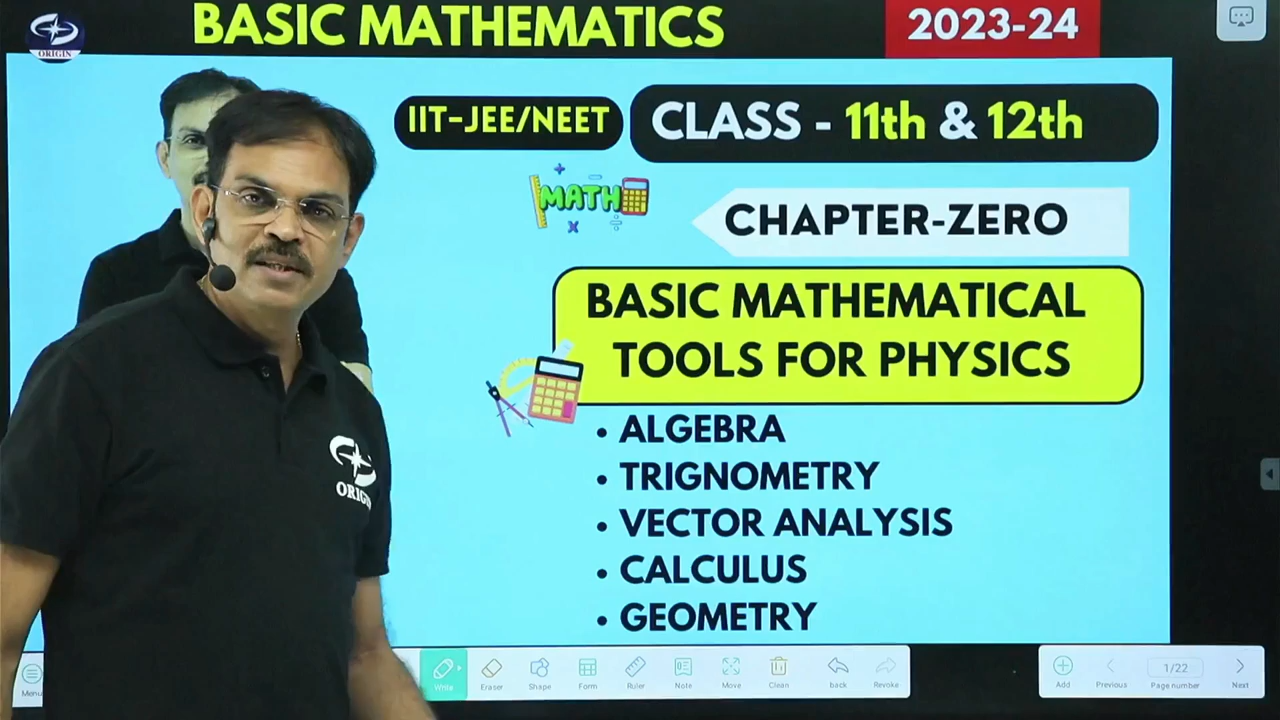 BASIC MATHEMATICS
2023-24
ORIGIN
IIT-JEE/NEET
CLASS - 11th & 12th
MATH
CHAPTER-ZERO
BASIC MATHEMATICAL
TOOLS FOR PHYSICS
• ALGEBRA
• TRIGNOMETRY
• VECTOR ANALYSIS
• CALCULUS
• GEOMETRY
ORIGIN
Menu
Write
Eraser
Shape
Form
Ruler
Note
Move
Clean
back
Revoke
Add
Previous
1/22
Page number
Next